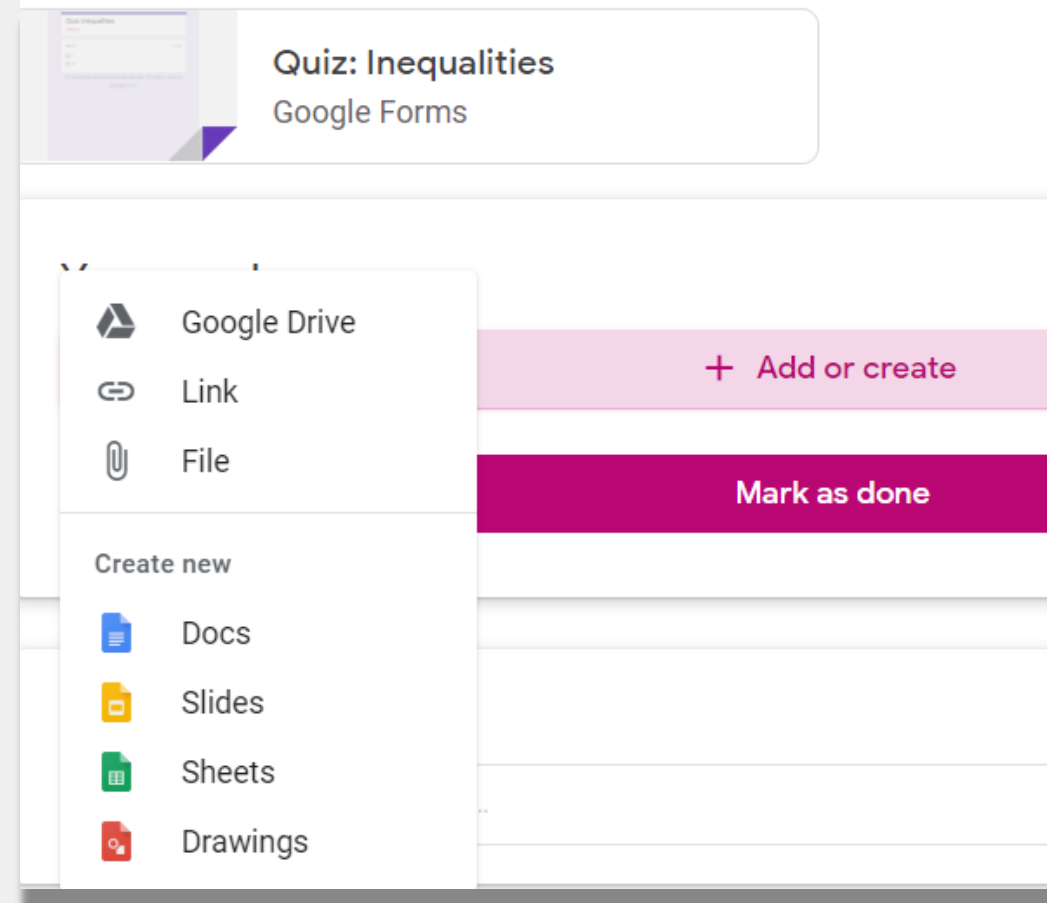 Quiz: Inequalities
Google Forms
Google Drive
Link
File
+ Add or create
Mark as done
Create new
Docs
Slides
Sheets
Drawings